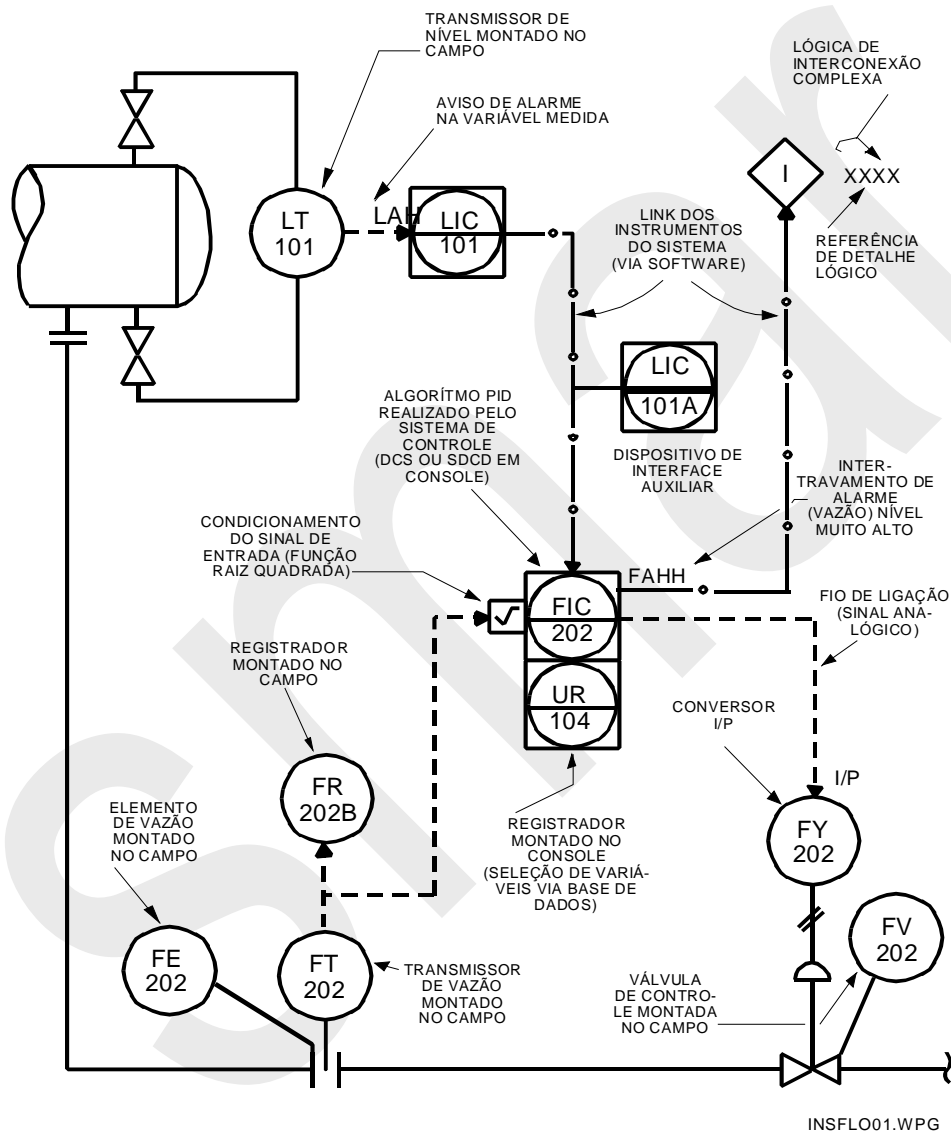 TRANSMISSOR DE
NÍVEL MONTADO NO
CAMPO
LÓGICA DE
INTERCONEXÃO
COMPLEXA
AVISO DE ALARME
NA VARIÁVEL MEDIDA
I
XXXX
LT
101
LAH
LIC
101
LINK DOS
INSTRUMENTOS
DO SISTEMA
(VIA SOFTWARE)
REFERÊNCIA
DE DETALHE
LÓGICO
LIC
101A
DISPOSITIVO DE
INTERFACE
AUXILIAR
ALGORÍTMO PID
REALIZADO PELO
SISTEMA DE
CONTROLE
(DCS OU SDCD EM
CONSOLE)
INTER-
TRAVAMENTO DE
ALARME
(VAZÃO) NÍVEL
MUITO ALTO
CONDICIONAMENTO
DO SINAL DE
ENTRADA (FUNÇÃO
RAIZ QUADRADA)
√
FIC
202
FAHH
FIO DE LIGAÇÃO
(SINAL ANA-
LÓGICO)
REGISTRADOR
MONTADO NO
CAMPO
UR
104
CONVERSOR
I/P
I/P
FR
202B
FY
202
ELEMENTO
DE VAZÃO
MONTADO
NO CAMPO
REGISTRADOR
MONTADO NO
CONSOLE
(SELEÇÃO DE VARIÁ-
VEIS VIA BASE DE
DADOS)
FE
202
FT
202
TRANSMISSOR
DE VAZÃO
MONTADO
NO CAMPO
VÁLVULA
DE CONTRO-
LE MONTADA
NO CAMPO
FV
202
INSFLO01.WPG
smar